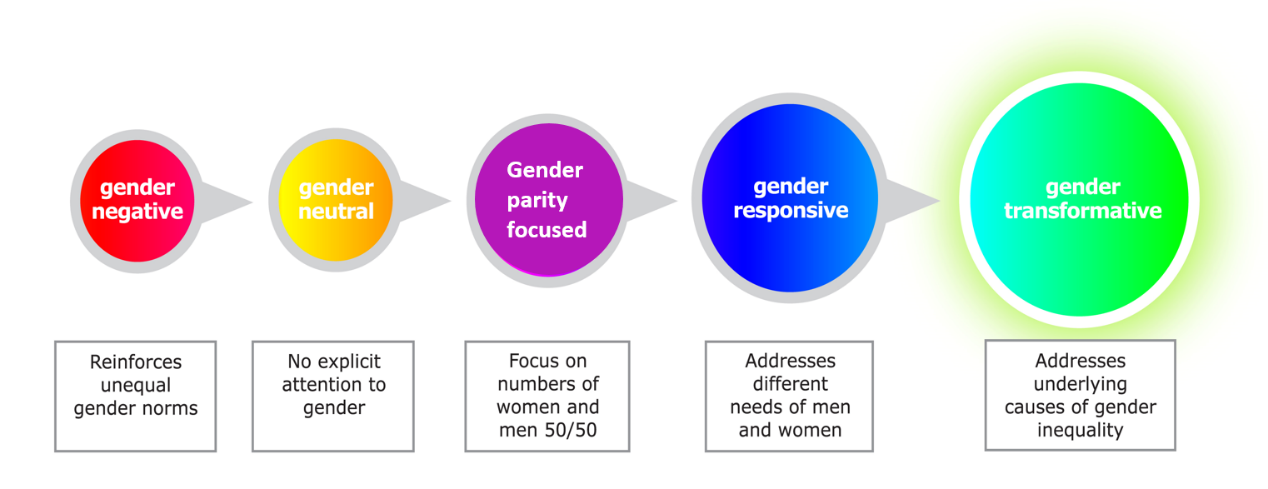 gender
negative
gender
neutral
Gender
parity
focused
gender
responsive
gender
transformative
Reinforces
unequal
gender norms
No explicit
attention to
gender
Focus on
numbers of
women and
men 50/50
Addresses
different
needs of men
and women
Addresses
underlying
causes of gender
inequality